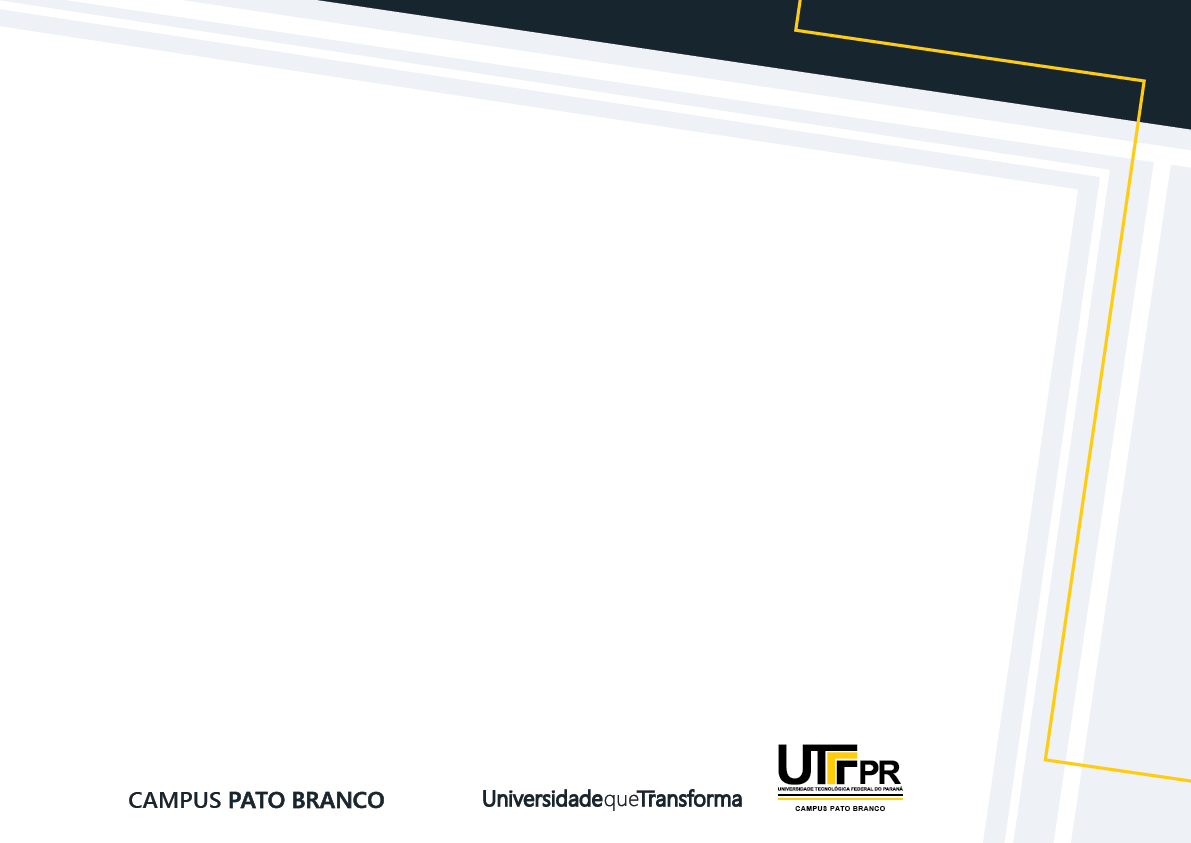 CAMPUS PATO BRANCO
UniversidadequeTransforma
UTFPR
UNIVERSIDADE TECNOLÓGICA FEDERAL DO PARANÁ
CAMPUS PATO BRANCO